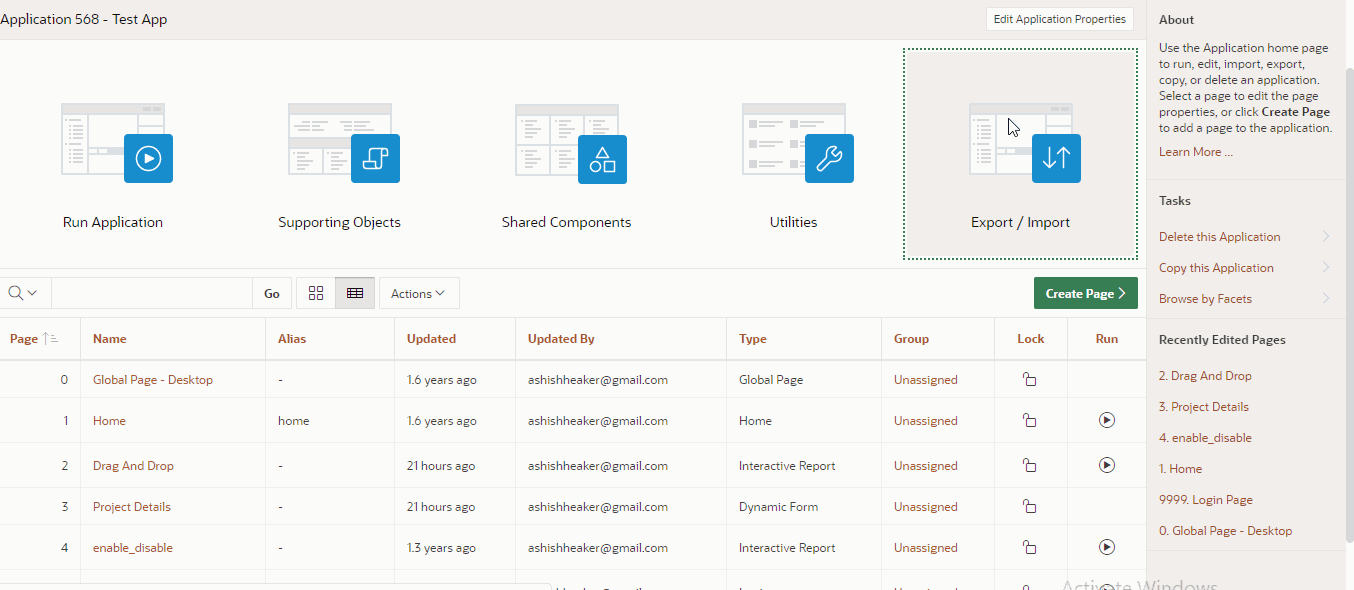 Application 568 - Test App
Edit Application Properties
Run Application
Supporting Objects
Shared Components
Utilities
Export / Import
Go
Actions
Create Page
Page Name Alias Updated Updated By Type Group Lock Run
0 Global Page - Desktop - 1.6 years ago ashishheaker@gmail.com Global Page Unassigned
1 Home home 1.6 years ago ashishheaker@gmail.com Home Unassigned
2 Drag And Drop - 21 hours ago ashishheaker@gmail.com Interactive Report Unassigned
3 Project Details - 21 hours ago ashishheaker@gmail.com Dynamic Form Unassigned
4 enable_disable - 1.3 years ago ashishheaker@gmail.com Interactive Report Unassigned
About
Use the Application home page
to run, edit, import, export,
copy, or delete an application.
Select a page to edit the page
properties, or click Create Page
to add a page to the application.
Learn More ...
Tasks
Delete this Application
Copy this Application
Browse by Facets
Recently Edited Pages
2. Drag And Drop
3. Project Details
4. enable_disable
1. Home
9999. Login Page
0. Global Page - Desktop
Activate Windows